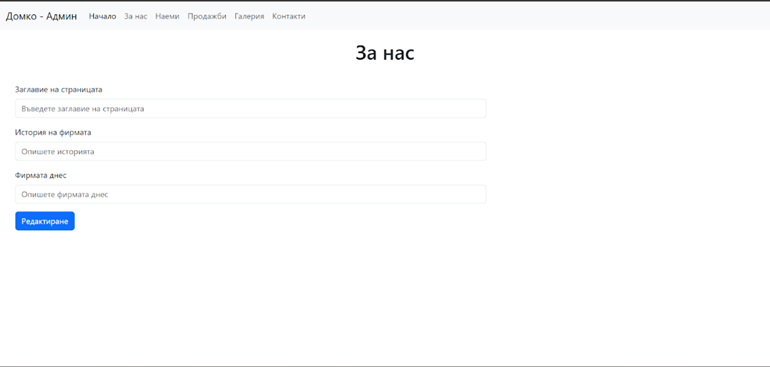 Домко - Админ Начало За нас Наеми Продажби Галерия Контакти
За нас
Заглавие на страницата
Въведете заглавие на страницата
История на фирмата
Опишете историята
Фирмата днес
Опишете фирмата днес
Редактиране